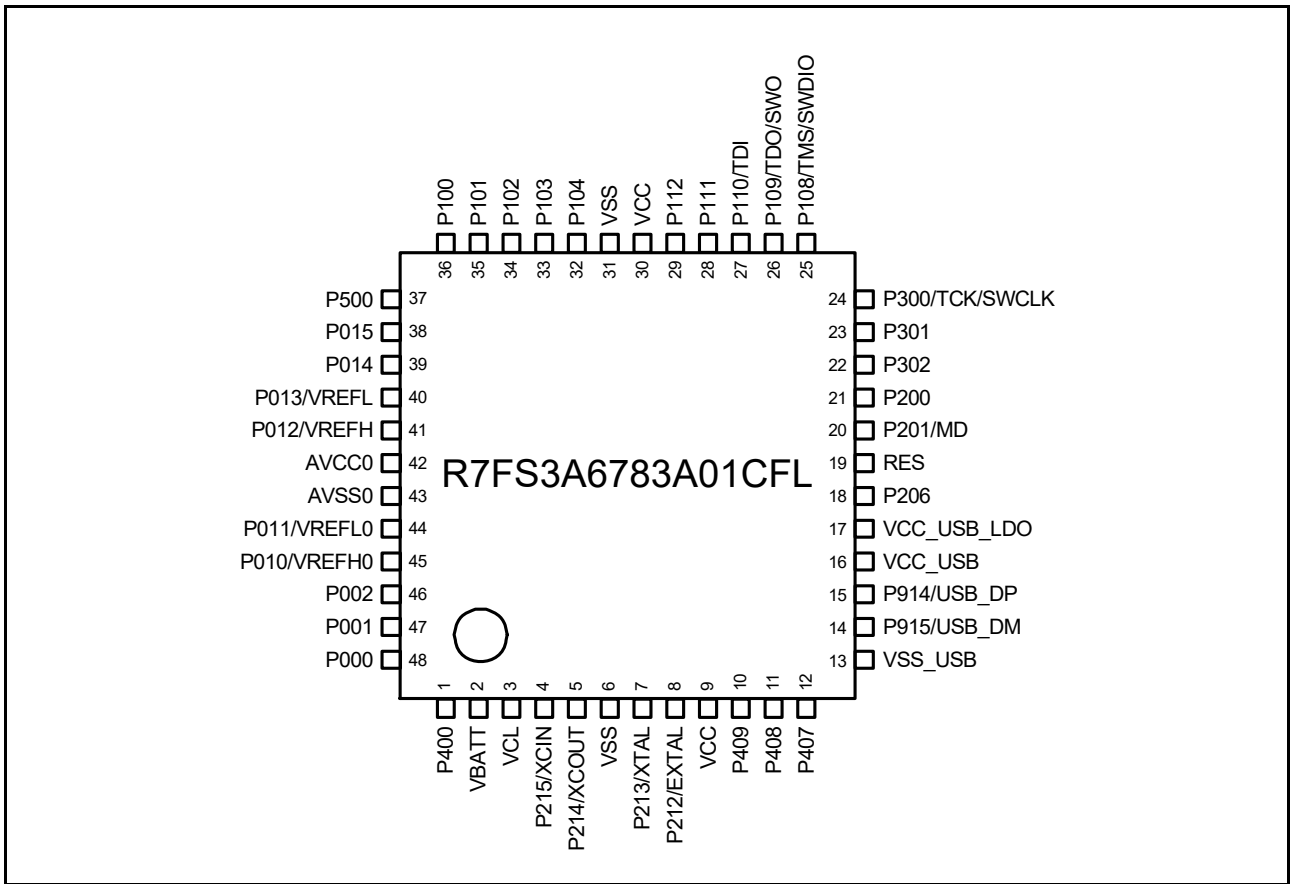 P100
P101
P102
P103
P104
VSS
VCC
P112
P111
P110/TDI
P109/TDO/SWO
P108/TMS/SWDIO
36
35
34
33
32
31
30
29
28
27
26
25
P500 37
P015 38
P014 39
P013/VREFL 40
P012/VREFH 41
AVCC0 42
AVSS0 43
P011/VREFL0 44
P010/VREFH0 45
P002 46
P001 47
P000 48
R7FS3A6783A01CFL
24 P300/TCK/SWCLK
23 P301
22 P302
21 P200
20 P201/MD
19 RES
18 P206
17 VCC_USB_LDO
16 VCC_USB
15 P914/USB_DP
14 P915/USB_DM
13 VSS_USB
1
2
3
4
5
6
7
8
9
10
11
12
P400
VBATT
VCL
P215/XCIN
P214/XCOUT
VSS
P213/XTAL
P212/EXTAL
VCC
P409
P408
P407